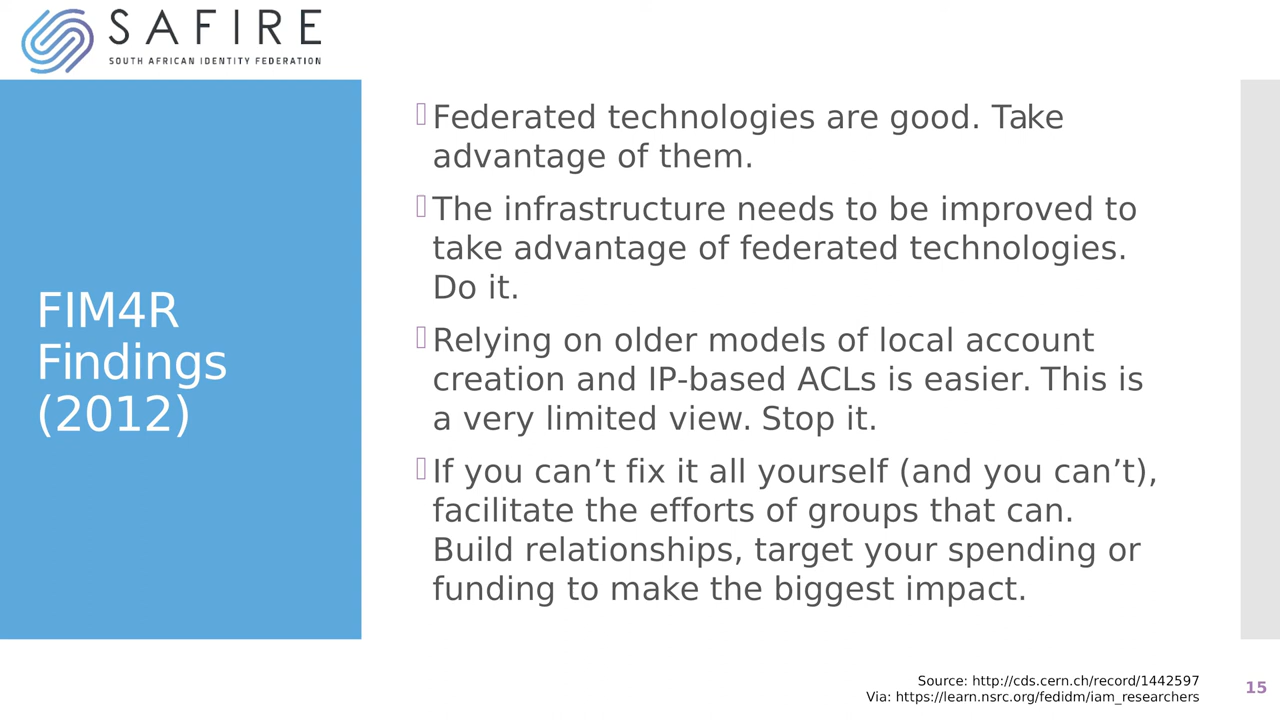 SAFIRE
SOUTH AFRICAN IDENTITY FEDERATION
FIM4R
Findings
(2012)
Federated technologies are good. Take
advantage of them.
The infrastructure needs to be improved to
take advantage of federated technologies.
Do it.
Relying on older models of local account
creation and IP-based ACLs is easier. This is
a very limited view. Stop it.
If you can’t fix it all yourself (and you can’t),
facilitate the efforts of groups that can.
Build relationships, target your spending or
funding to make the biggest impact.
Source: http://cds.cern.ch/record/1442597
Via: https://learn.nsrc.org/fedidm/iam_researchers
15